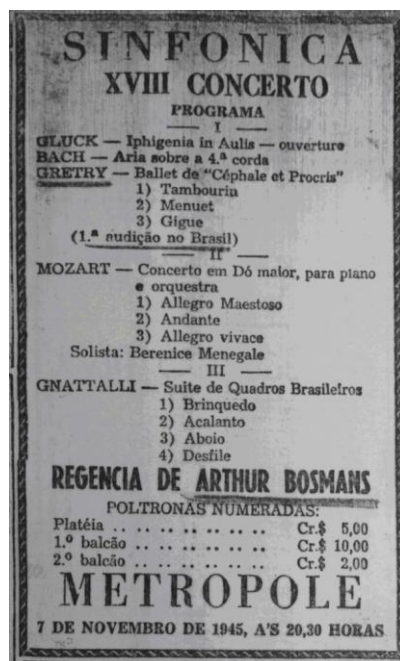 SINFONICA
XVIII CONCERTO
PROGRAMA
— I —
GLUCK — Iphigenia in Aulis — ouverture
BACH — Aria sobre a 4.ª corda
GRETRY — Ballet de "Céphale et Procris"
1) Tambourin
2) Menuet
3) Gigue
(1.ª audição no Brasil)
— II —
MOZART — Concerto em Dó maior, para piano
e orquestra
1) Allegro Maestoso
2) Andante
3) Allegro vivace
Solista: Berenice Menegale
— III —
GNATTALLI — Suite de Quadros Brasileiros
1) Brinquedo
2) Acalanto
3) Aboio
4) Desfile
REGENCIA DE ARTHUR BOSMANS
POLTRONAS NUMERADAS:
Platéia .. .. .. .. .. .. .. Cr.$ 5,00
1.º balcão .. .. .. .. .. .. Cr.$ 10,00
2.º balcão .. .. .. .. .. .. Cr.$ 2,00
METROPOLE
7 DE NOVEMBRO DE 1945, A'S 20,30 HORAS